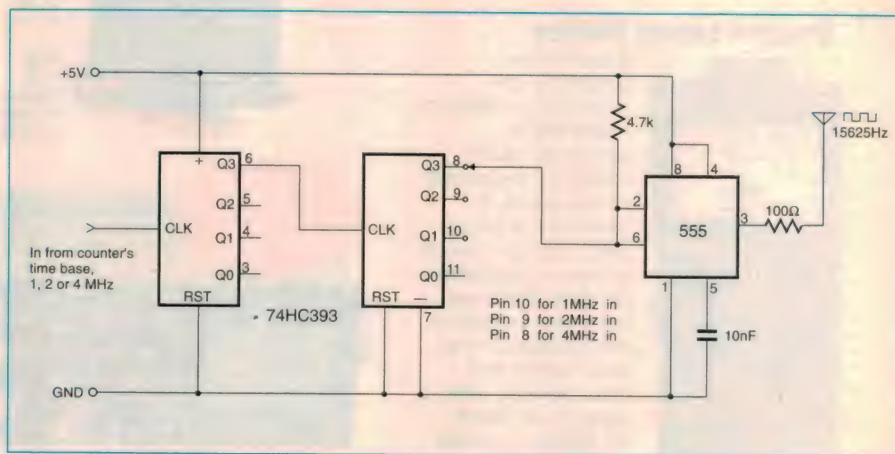 +5V
+
Q3
6
Q2
5
Q1
4
Q0
3
CLK
RST
In from counter's
time base,
1, 2 or 4 MHz
74HC393
Q3
8
Q2
9
Q1
10
Q0
11
CLK
RST
—
7
Pin 10 for 1MHz in
Pin 9 for 2MHz in
Pin 8 for 4MHz in
4.7k
8
4
2
6
555
3
1
5
100Ω
10nF
15625Hz
GND